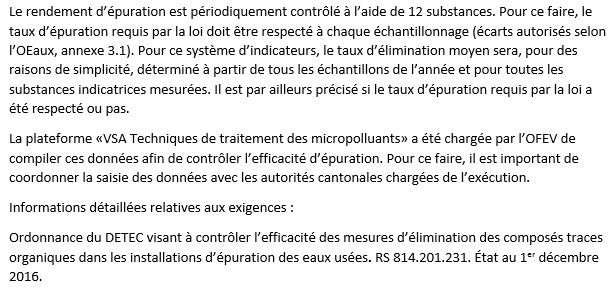 Le rendement d’épuration est périodiquement contrôlé à l’aide de 12 substances. Pour ce faire, le
taux d’épuration requis par la loi doit être respecté à chaque échantillonnage (écarts autorisés selon
l’OEaux, annexe 3.1). Pour ce système d’indicateurs, le taux d’élimination moyen sera, pour des
raisons de simplicité, déterminé à partir de tous les échantillons de l’année et pour toutes les
substances indicatrices mesurées. Il est par ailleurs précisé si le taux d’épuration requis par la loi a
été respecté ou pas.
La plateforme «VSA Techniques de traitement des micropolluants» a été chargée par l’OFEV de
compiler ces données afin de contrôler l’efficacité d’épuration. Pour ce faire, il est important de
coordonner la saisie des données avec les autorités cantonales chargées de l’exécution.
Informations détaillées relatives aux exigences :
Ordonnance du DETEC visant à contrôler l’efficacité des mesures d’élimination des composés traces
organiques dans les installations d’épuration des eaux usées. RS 814.201.231. État au 1er décembre
2016.